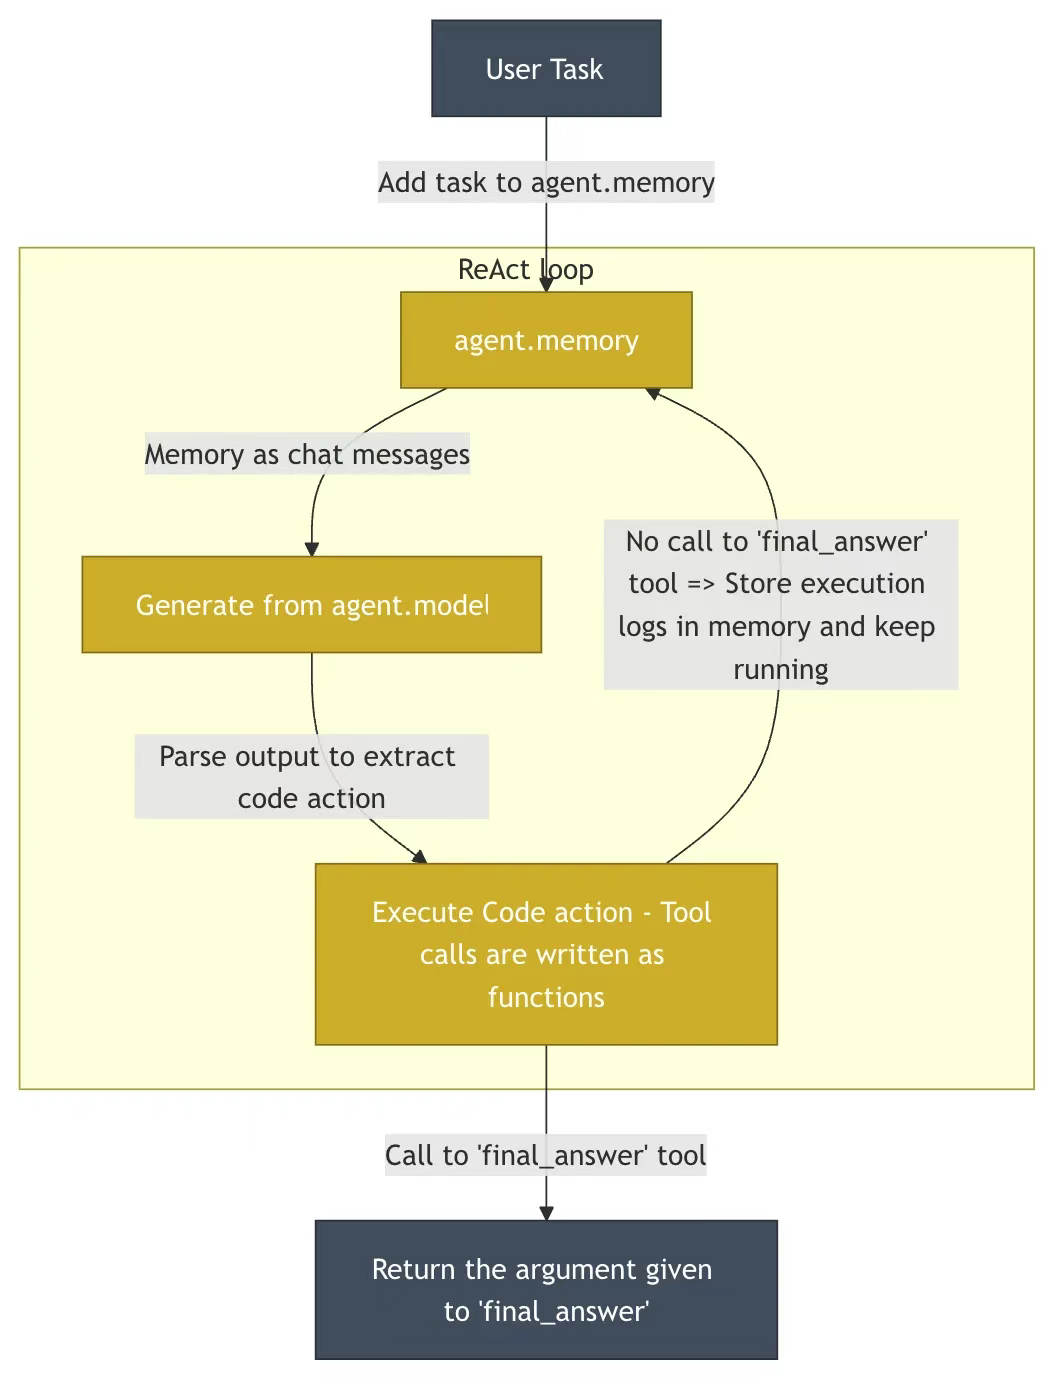 User Task
Add task to agent.memory
ReAct loop
agent.memory
Memory as chat messages
No call to 'final_answer'
tool => Store execution
logs in memory and keep
running
Generate from agent.model
Parse output to extract
code action
Execute Code action - Tool
calls are written as
functions
Call to 'final_answer' tool
Return the argument given
to 'final_answer'